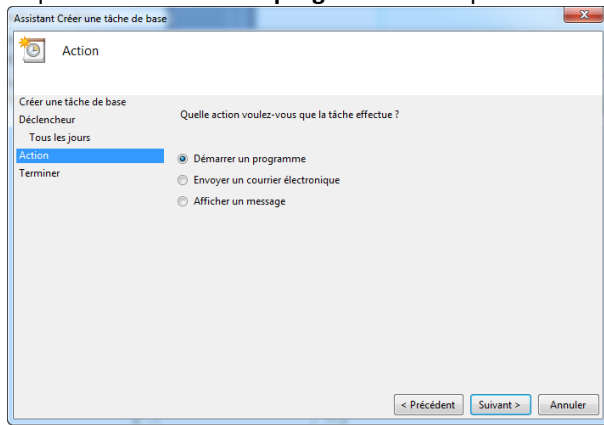 prog
Assistant Créer une tâche de base
Action
Créer une tâche de base
Déclencheur
Tous les jours
Action
Terminer
Quelle action voulez-vous que la tâche effectue ?
Démarrer un programme
Envoyer un courrier électronique
Afficher un message
< Précédent
Suivant >
Annuler